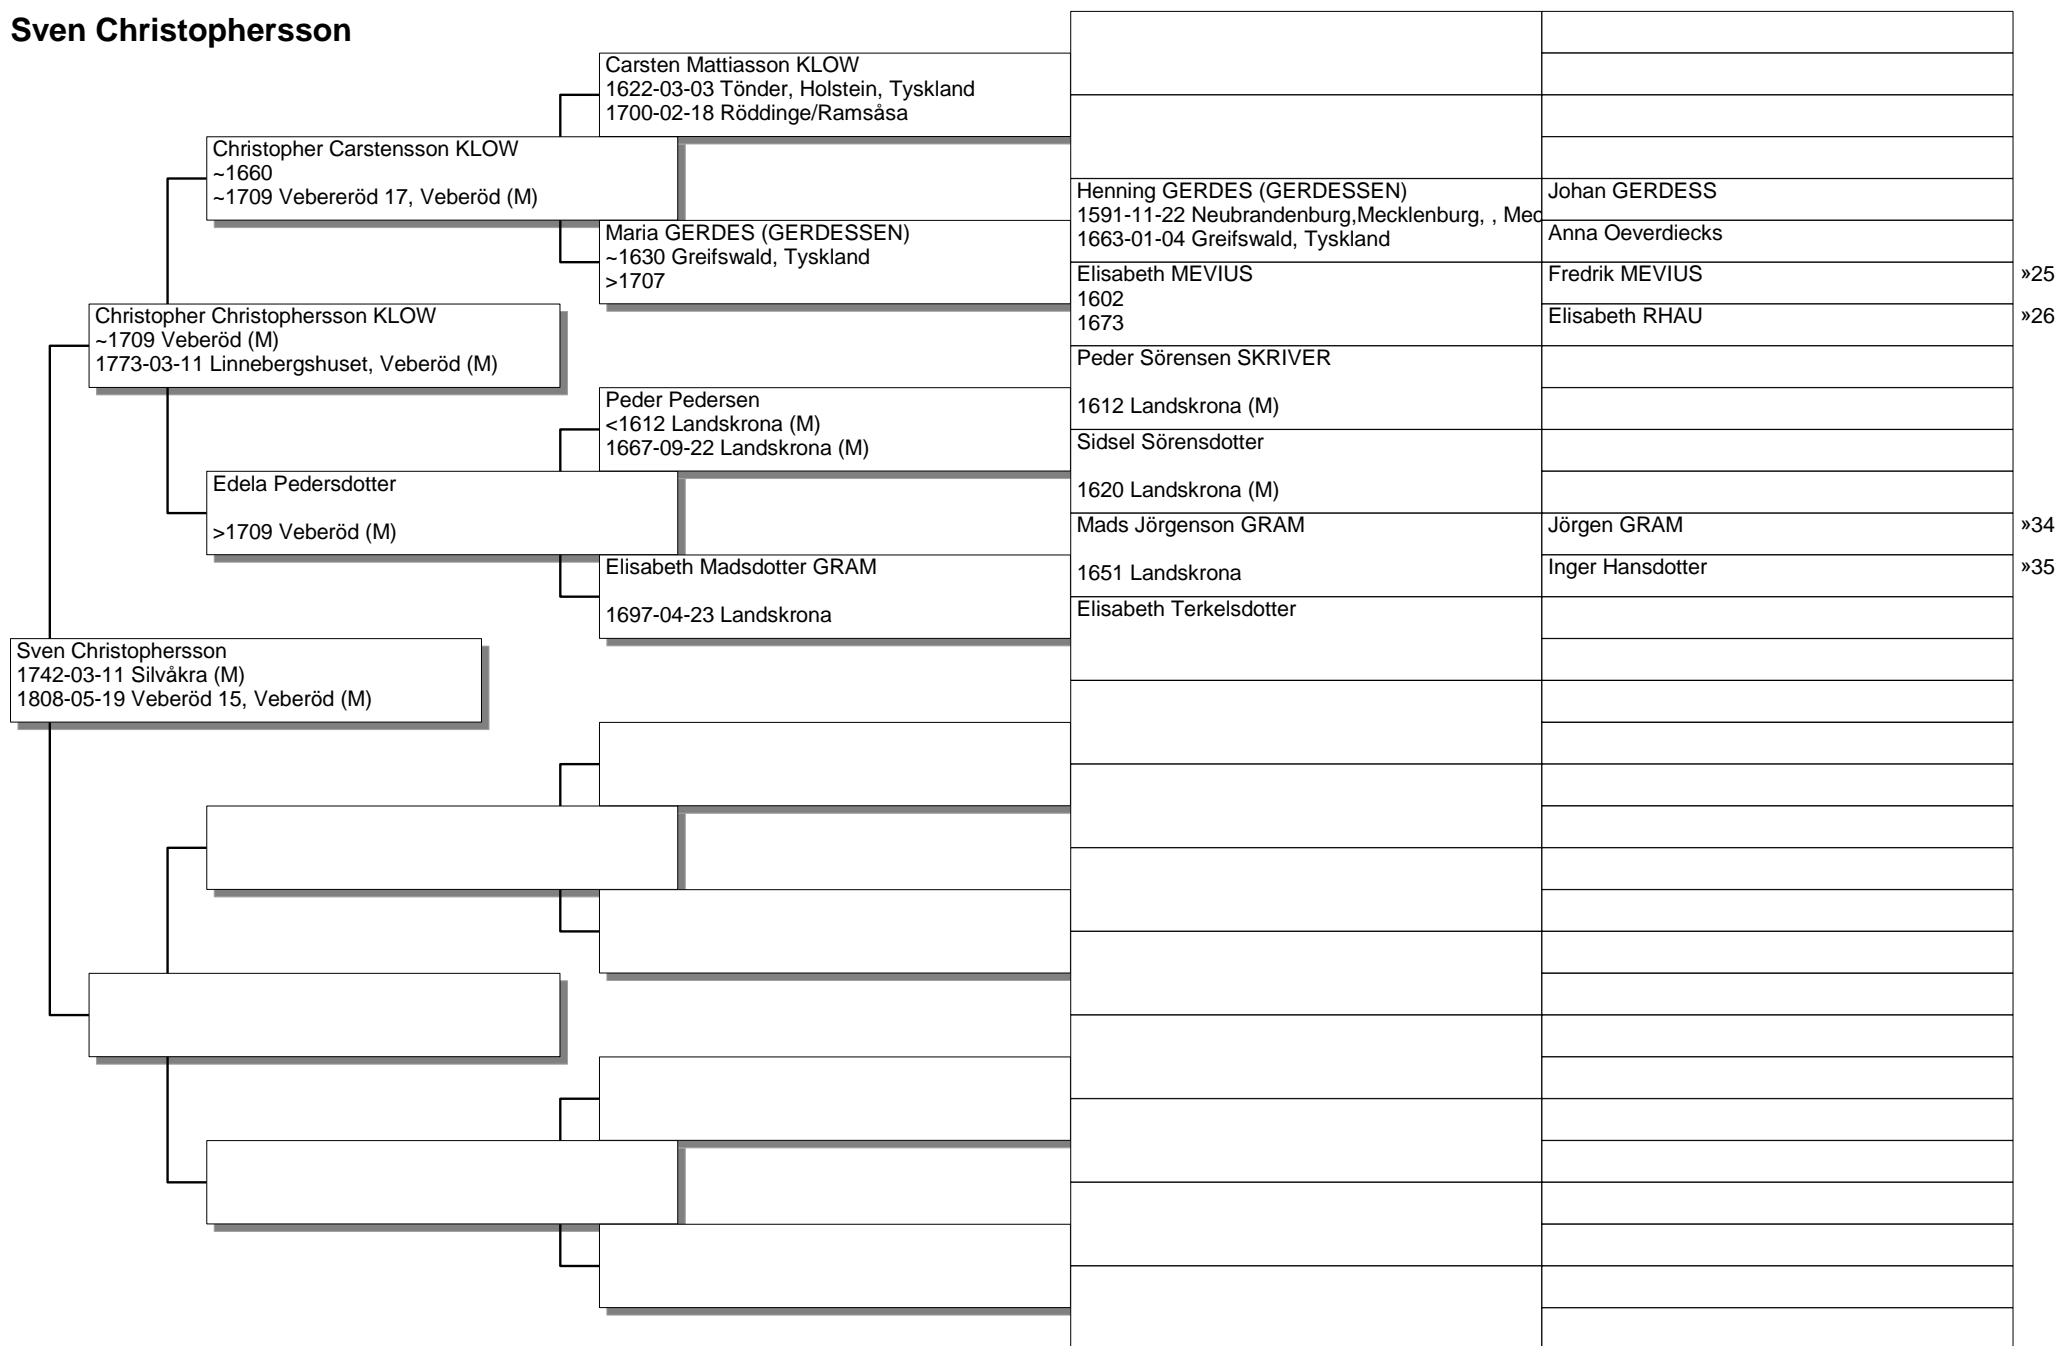 Sven Christophersson
Carsten Mattiasson KLOW
1622-03-03 Tönder, Holstein, Tyskland
1700-02-18 Röddinge/Ramsåsa
Christopher Carstensson KLOW
~1660
~1709 Vebereröd 17, Veberöd (M)
Henning GERDES (GERDESSEN)
1591-11-22 Neubrandenburg,Mecklenburg, , Mec
1663-01-04 Greifswald, Tyskland
Johan GERDESS
Anna Oeverdiecks
Maria GERDES (GERDESSEN)
~1630 Greifswald, Tyskland
>1707
Elisabeth MEVIUS
1602
1673
Fredrik MEVIUS
»25
Elisabeth RHAU
»26
Christopher Christophersson KLOW
~1709 Veberöd (M)
1773-03-11 Linnebergshuset, Veberöd (M)
Peder Sörensen SKRIVER
1612 Landskrona (M)
Peder Pedersen
<1612 Landskrona (M)
1667-09-22 Landskrona (M)
Sidsel Sörensdotter
1620 Landskrona (M)
Edela Pedersdotter
>1709 Veberöd (M)
Mads Jörgenson GRAM
1651 Landskrona
Jörgen GRAM
»34
Inger Hansdotter
»35
Elisabeth Madsdotter GRAM
1697-04-23 Landskrona
Elisabeth Terkelsdotter
Sven Christophersson
1742-03-11 Silvåkra (M)
1808-05-19 Veberöd 15, Veberöd (M)